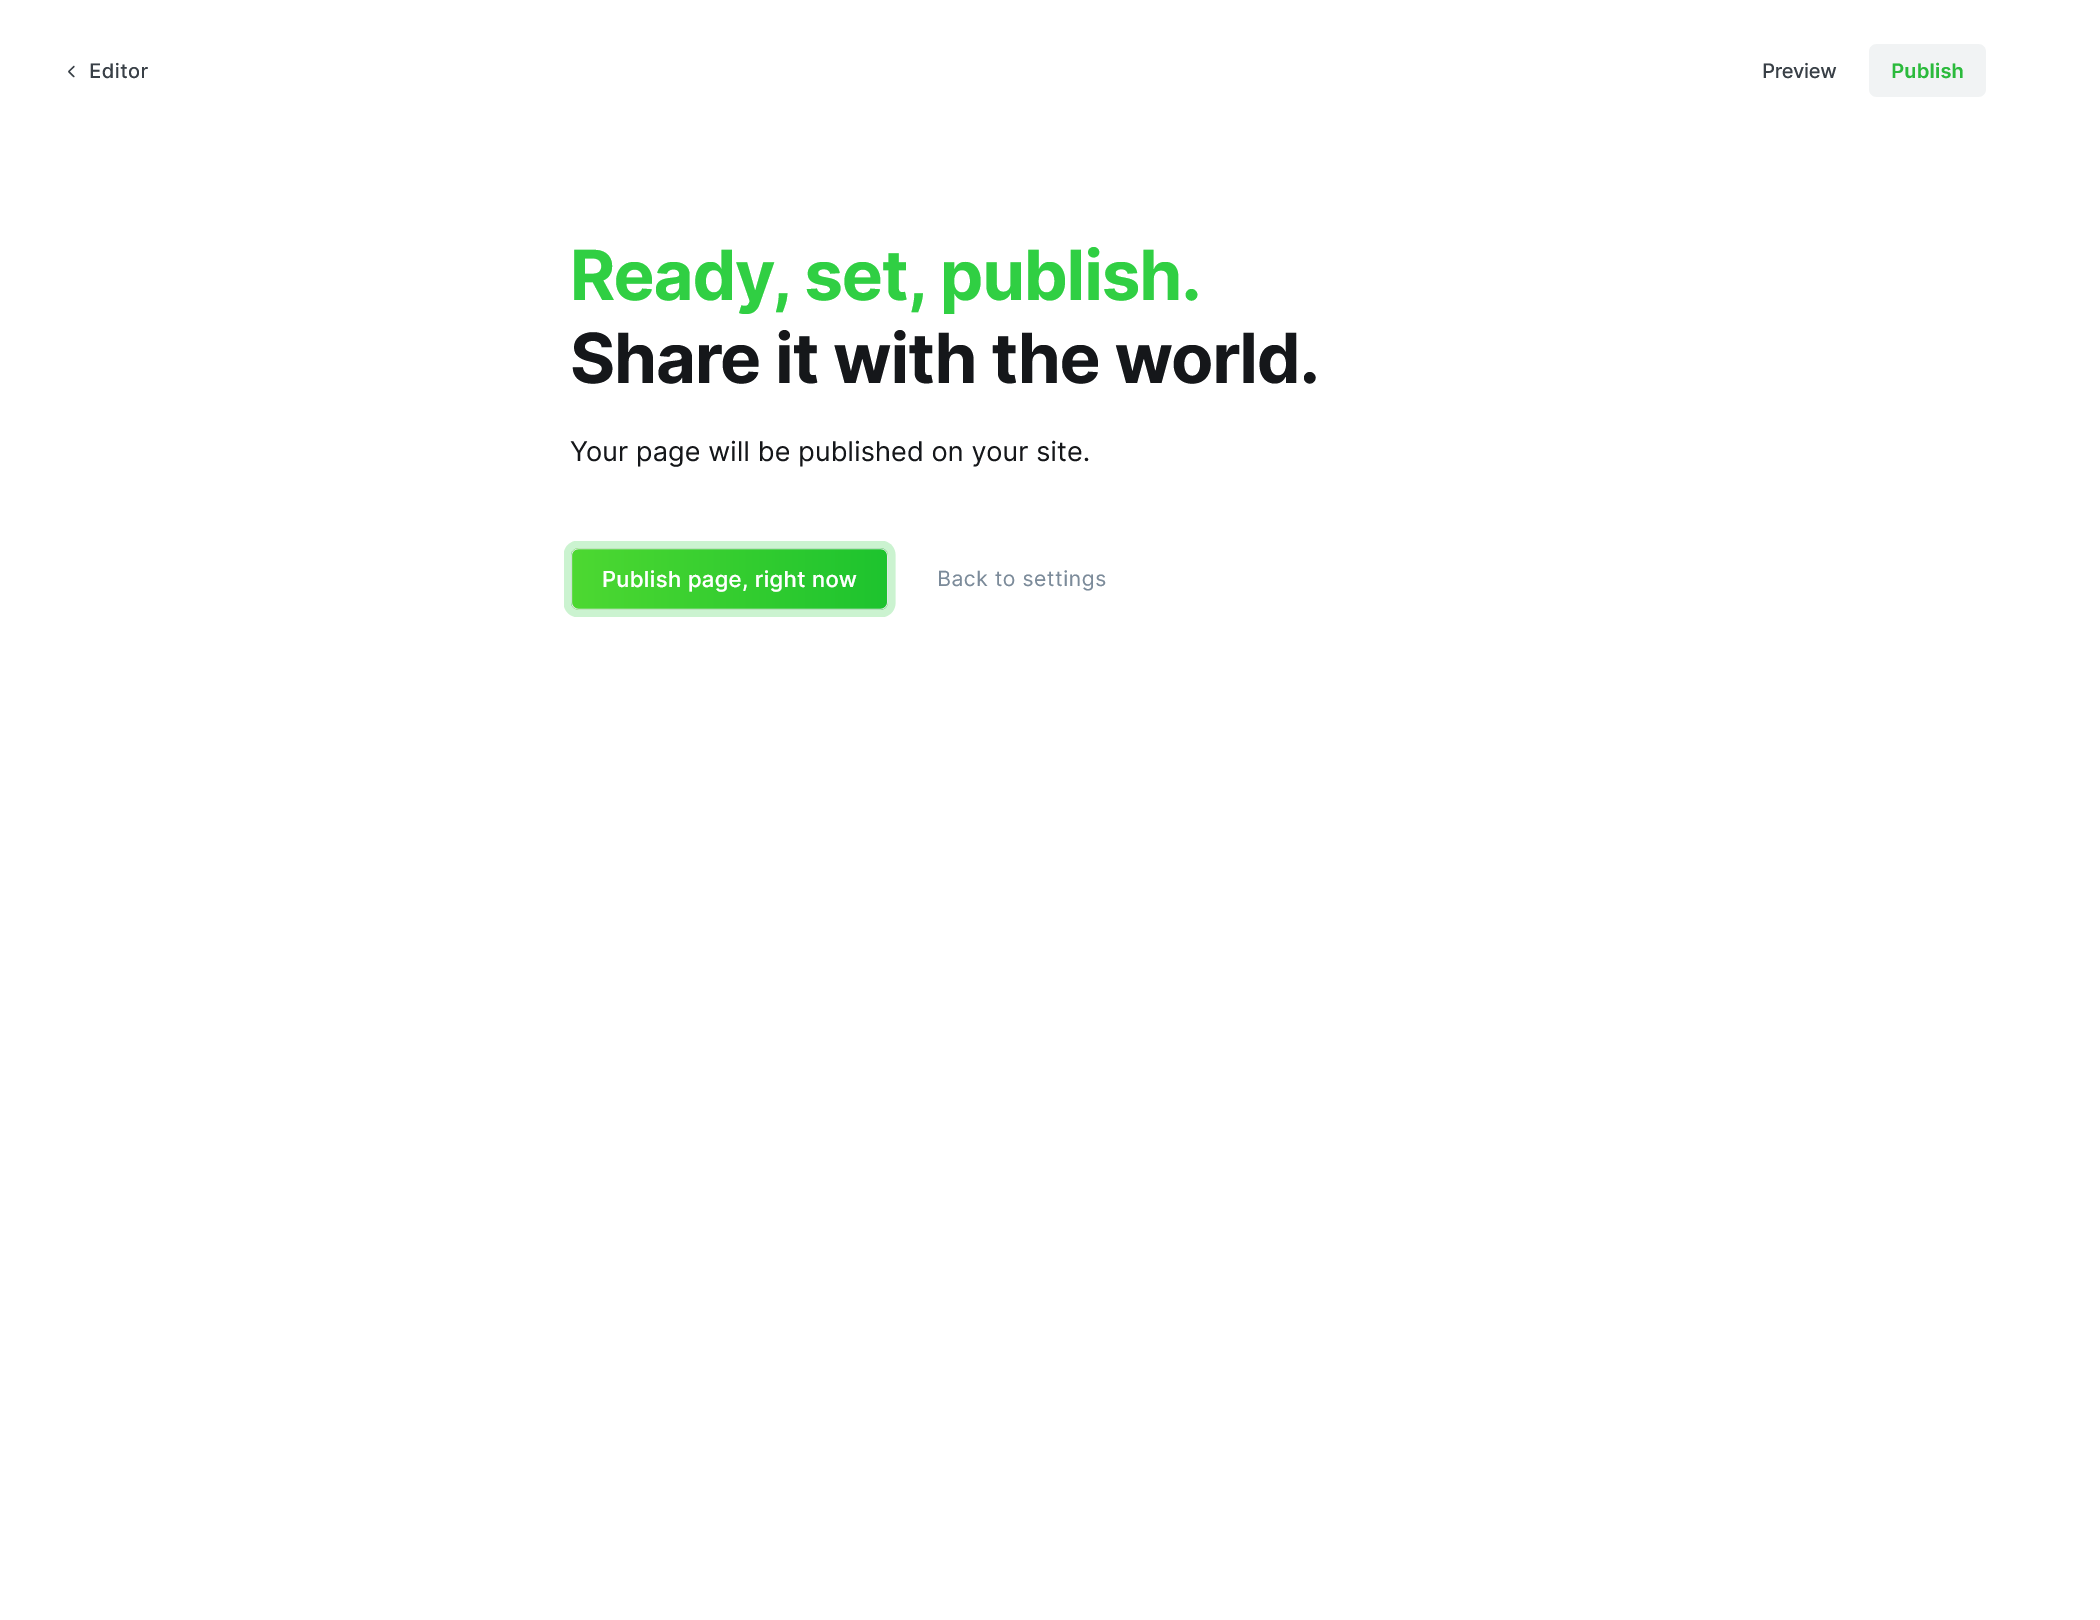 Editor
Preview
Publish
Ready, set, publish.
Share it with the world.
Your page will be published on your site.
Publish page, right now
Back to settings